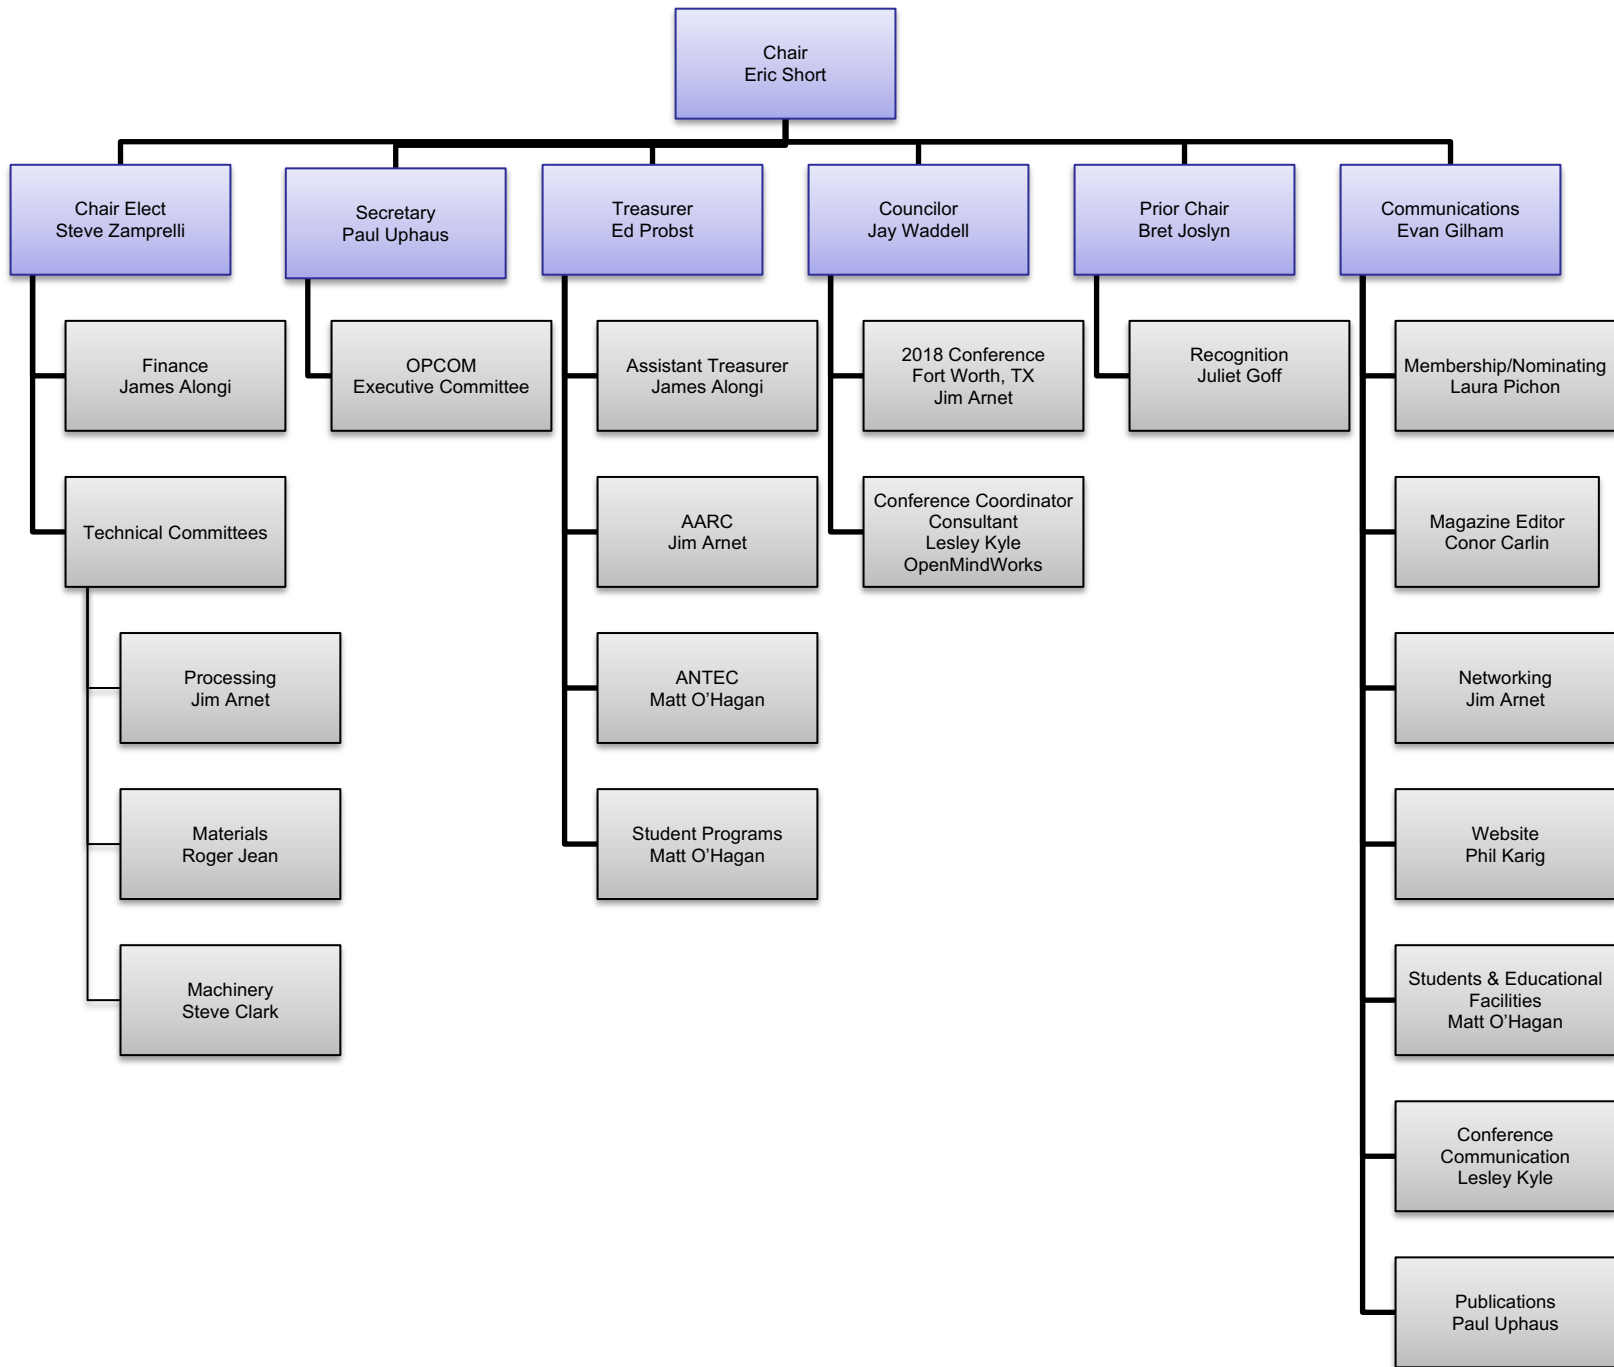 Chair
Eric Short
Chair Elect
Steve Zamprelli
Secretary
Paul Uphaus
Treasurer
Ed Probst
Councilor
Jay Waddell
Prior Chair
Bret Joslyn
Communications
Evan Gilham
Finance
James Alongi
OPCOM
Executive Committee
Assistant Treasurer
James Alongi
2018 Conference
Fort Worth, TX
Jim Arnet
Recognition
Juliet Goff
Membership/Nominating
Laura Pichon
Technical Committees
AARC
Jim Arnet
Conference Coordinator
Consultant
Lesley Kyle
OpenMindWorks
Magazine Editor
Conor Carlin
Processing
Jim Arnet
ANTEC
Matt O’Hagan
Networking
Jim Arnet
Materials
Roger Jean
Student Programs
Matt O’Hagan
Website
Phil Karig
Machinery
Steve Clark
Students & Educational
Facilities
Matt O’Hagan
Conference
Communication
Lesley Kyle
Publications
Paul Uphaus